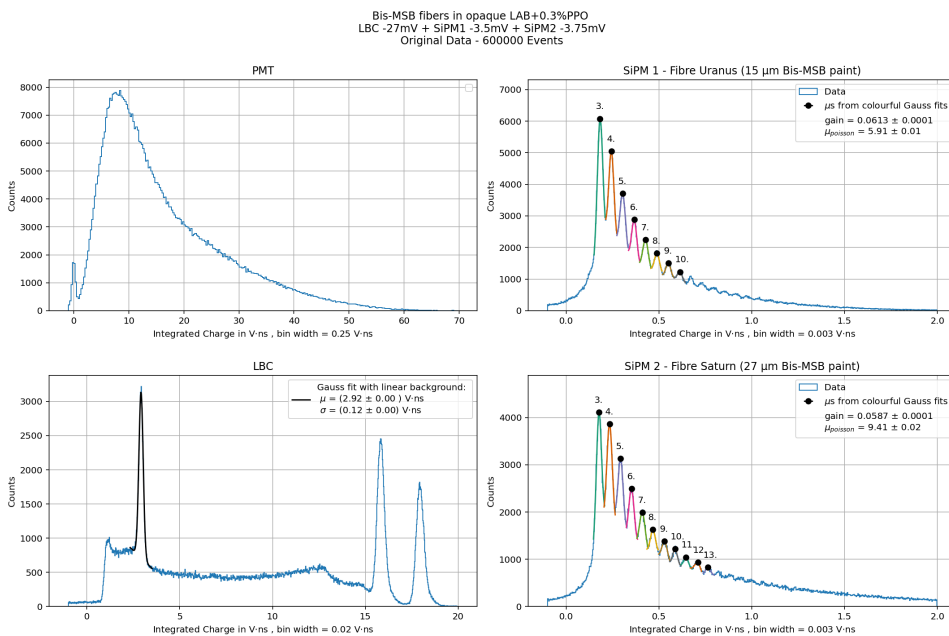 Bis-MSB fibers in opaque LAB+0.3%PPO
LBC -27mV + SiPM1 -3.5mV + SiPM2 -3.75mV
Original Data - 600000 Events
PMT
8000
7000
6000
5000
4000
3000
2000
1000
0
Counts
0 10 20 30 40 50 60 70
Integrated Charge in V·ns , bin width = 0.25 V·ns
SiPM 1 - Fibre Uranus (15 μm Bis-MSB paint)
Data
μs from colourful Gauss fits
gain = 0.0613 ± 0.0001
μpoisson = 5.91 ± 0.01
3.
4.
5.
6.
7.
8.
9.
10.
7000
6000
5000
4000
3000
2000
1000
0
Counts
0.0 0.5 1.0 1.5 2.0
Integrated Charge in V·ns , bin width = 0.003 V·ns
LBC
Gauss fit with linear background:
μ = (2.92 ± 0.00 ) V·ns
σ = (0.12 ± 0.00) V·ns
3000
2500
2000
1500
1000
500
0
Counts
0 5 10 15 20
Integrated Charge in V·ns , bin width = 0.02 V·ns
SiPM 2 - Fibre Saturn (27 μm Bis-MSB paint)
Data
μs from colourful Gauss fits
gain = 0.0587 ± 0.0001
μpoisson = 9.41 ± 0.02
3.
4.
5.
6.
7.
8.
9.
10.
11.
12.
13.
4000
3000
2000
1000
0
Counts
0.0 0.5 1.0 1.5 2.0
Integrated Charge in V·ns , bin width = 0.003 V·ns